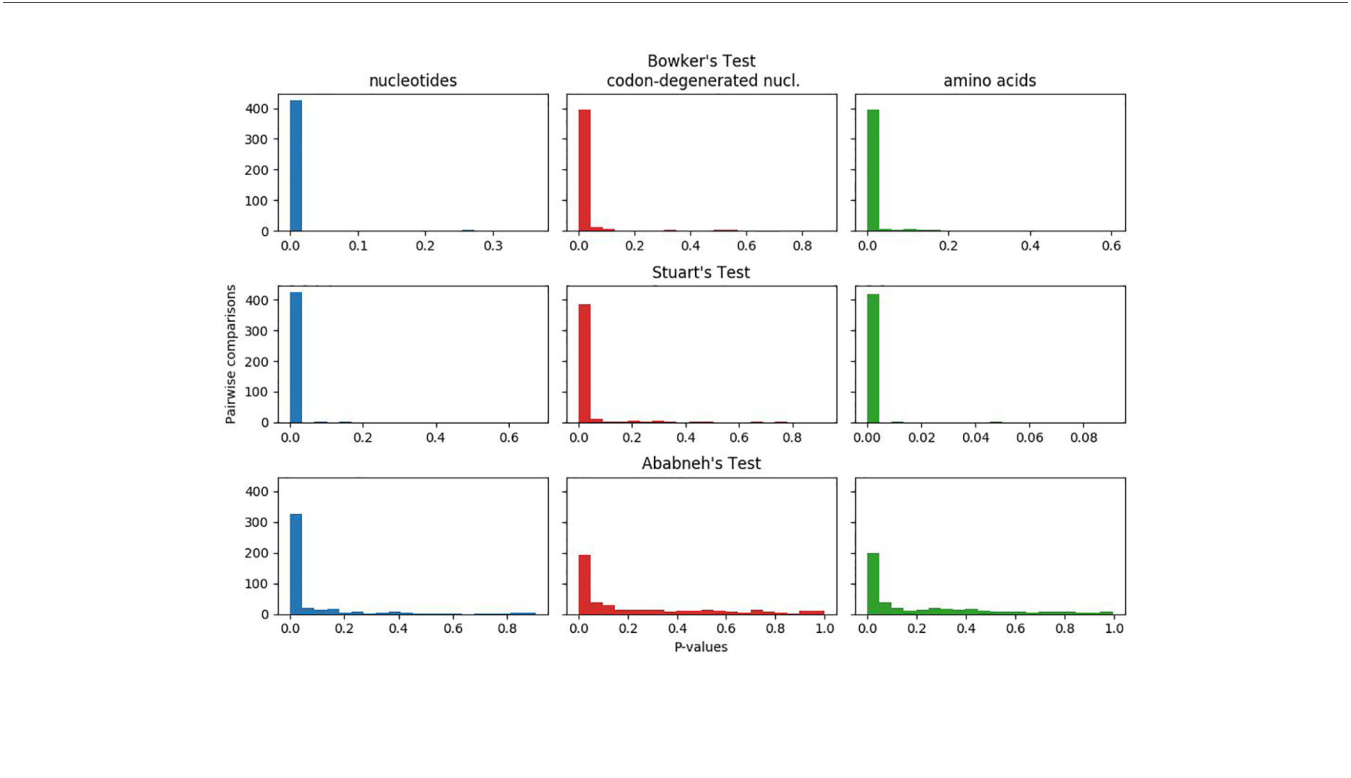 Bowker's Test
nucleotides codon-degenerated nucl. amino acids
400
300
200
100
0
0.0 0.1 0.2 0.3 0.0 0.2 0.4 0.6 0.8 0.0 0.2 0.4 0.6
Stuart's Test
Pairwise comparisons
400
300
200
100
0
0.0 0.2 0.4 0.6 0.0 0.2 0.4 0.6 0.8 0.00 0.02 0.04 0.06 0.08
Ababneh's Test
400
300
200
100
0
0.0 0.2 0.4 0.6 0.8 0.0 0.2 0.4 0.6 0.8 1.0 0.0 0.2 0.4 0.6 0.8 1.0
P-values